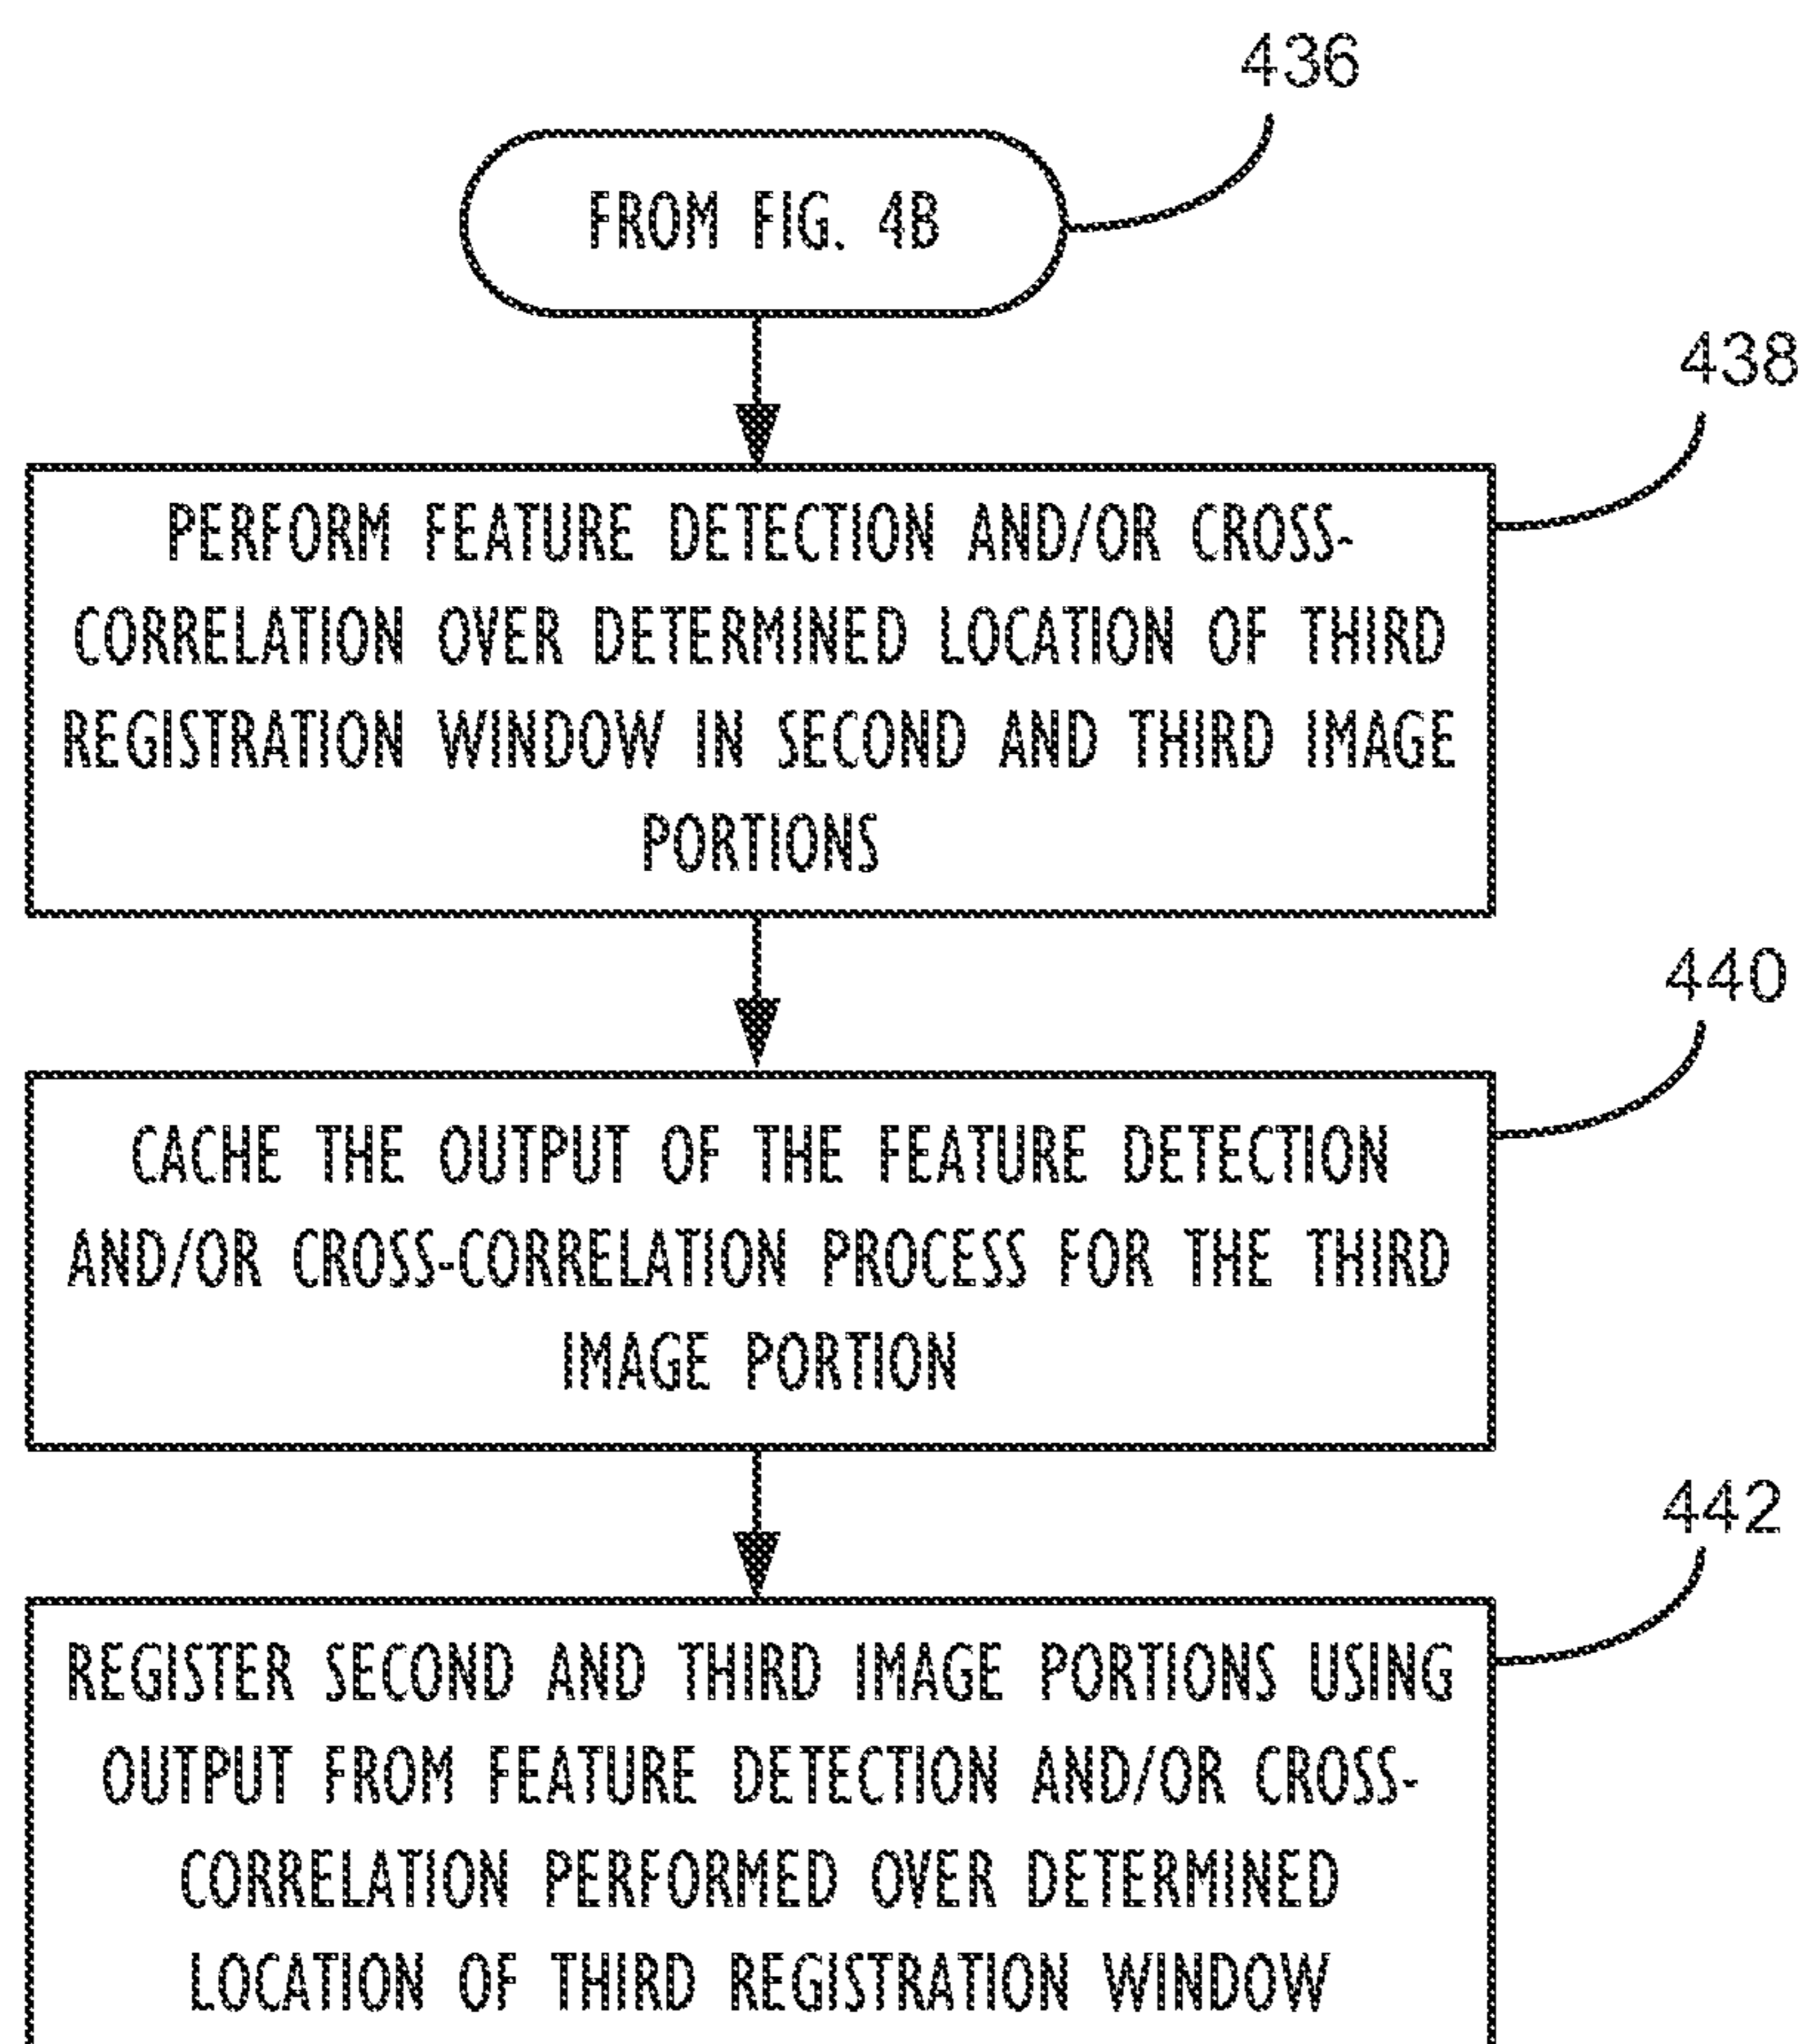 436
FROM FIG. 4B
438
PERFORM FEATURE DETECTION AND/OR CROSS-
CORRELATION OVER DETERMINED LOCATION OF THIRD
REGISTRATION WINDOW IN SECOND AND THIRD IMAGE
PORTIONS
440
CACHE THE OUTPUT OF THE FEATURE DETECTION
AND/OR CROSS-CORRELATION PROCESS FOR THE THIRD
IMAGE PORTION
442
REGISTER SECOND AND THIRD IMAGE PORTIONS USING
OUTPUT FROM FEATURE DETECTION AND/OR CROSS-
CORRELATION PERFORMED OVER DETERMINED
LOCATION OF THIRD REGISTRATION WINDOW